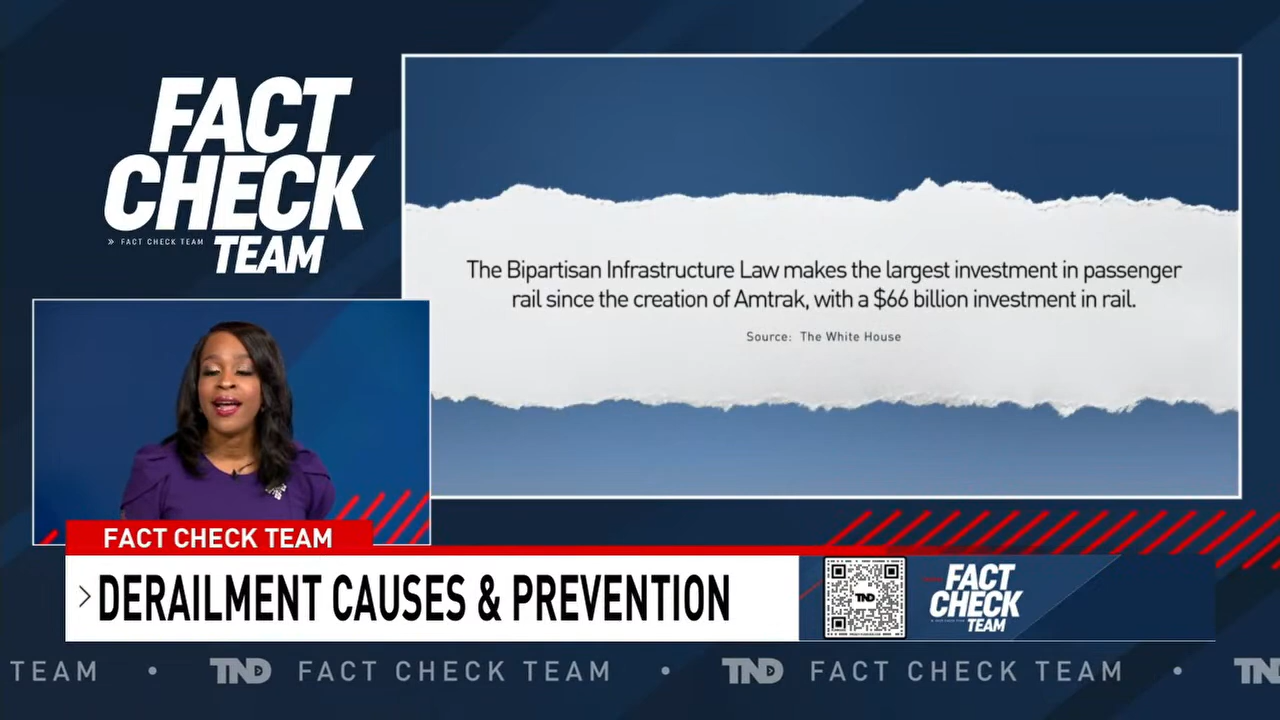 FACT
CHECK
» FACT CHECK TEAM
TEAM
The Bipartisan Infrastructure Law makes the largest investment in passenger
rail since the creation of Amtrak, with a $66 billion investment in rail.
Source: The White House
FACT CHECK TEAM
> DERAILMENT CAUSES & PREVENTION
TND
FACT
CHECK
TEAM
TEAM • TND FACT CHECK TEAM • TND FACT CHECK TEAM • TN